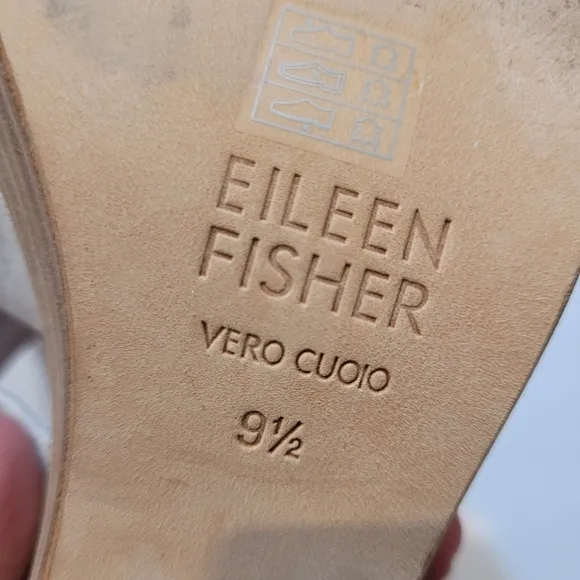 EILEEN
FISHER
VERO CUOIO
9½